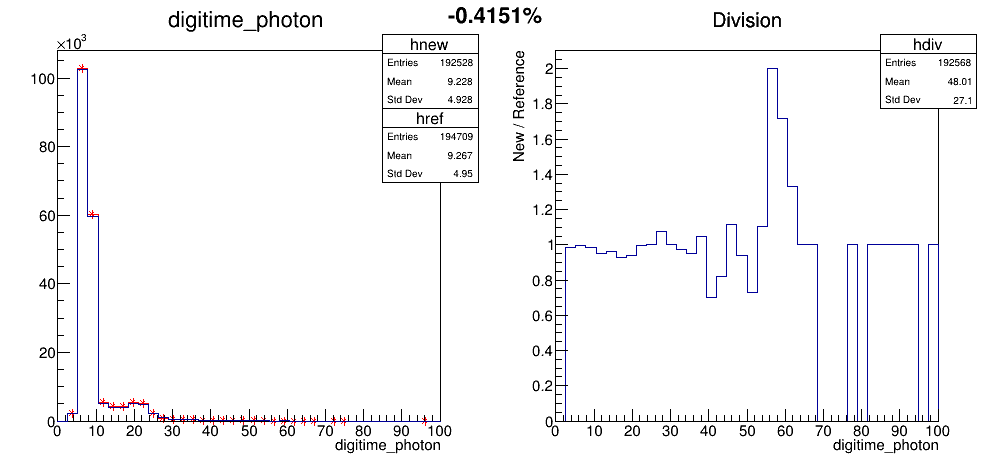 -0.4151%
digitime_photon
×10³
hnew
Entries 192528
Mean 9.228
Std Dev 4.928
href
Entries 194709
Mean 9.267
Std Dev 4.95
100
80
60
40
20
0
0 10 20 30 40 50 60 70 80 90 100
digitime_photon
Division
hdiv
Entries 192568
Mean 48.01
Std Dev 27.1
New / Reference
2
1.8
1.6
1.4
1.2
1
0.8
0.6
0.4
0.2
0
0 10 20 30 40 50 60 70 80 90 100
digitime_photon